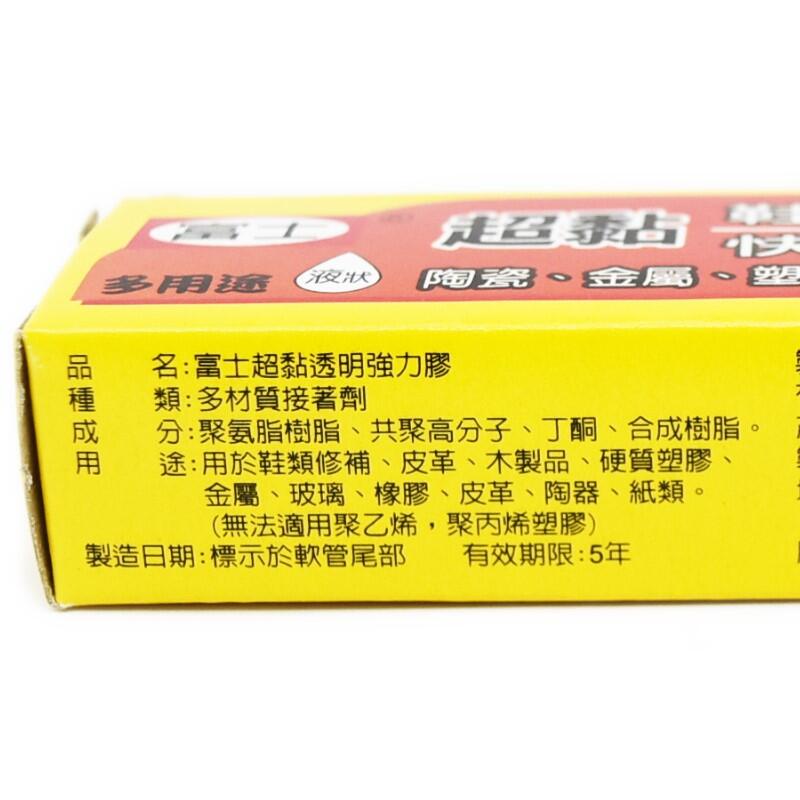 富士
®
超黏
多用途
液狀
陶瓷、金屬、塑
品　　名:富士超黏透明強力膠
種　　類:多材質接著劑
成　　分:聚氨脂樹脂、共聚高分子、丁酮、合成樹脂。
用　　途:用於鞋類修補、皮革、木製品、硬質塑膠、
金屬、玻璃、橡膠、皮革、陶器、紙類。
(無法適用聚乙烯，聚丙烯塑膠)
製造日期:標示於軟管尾部　　有效期限:5年